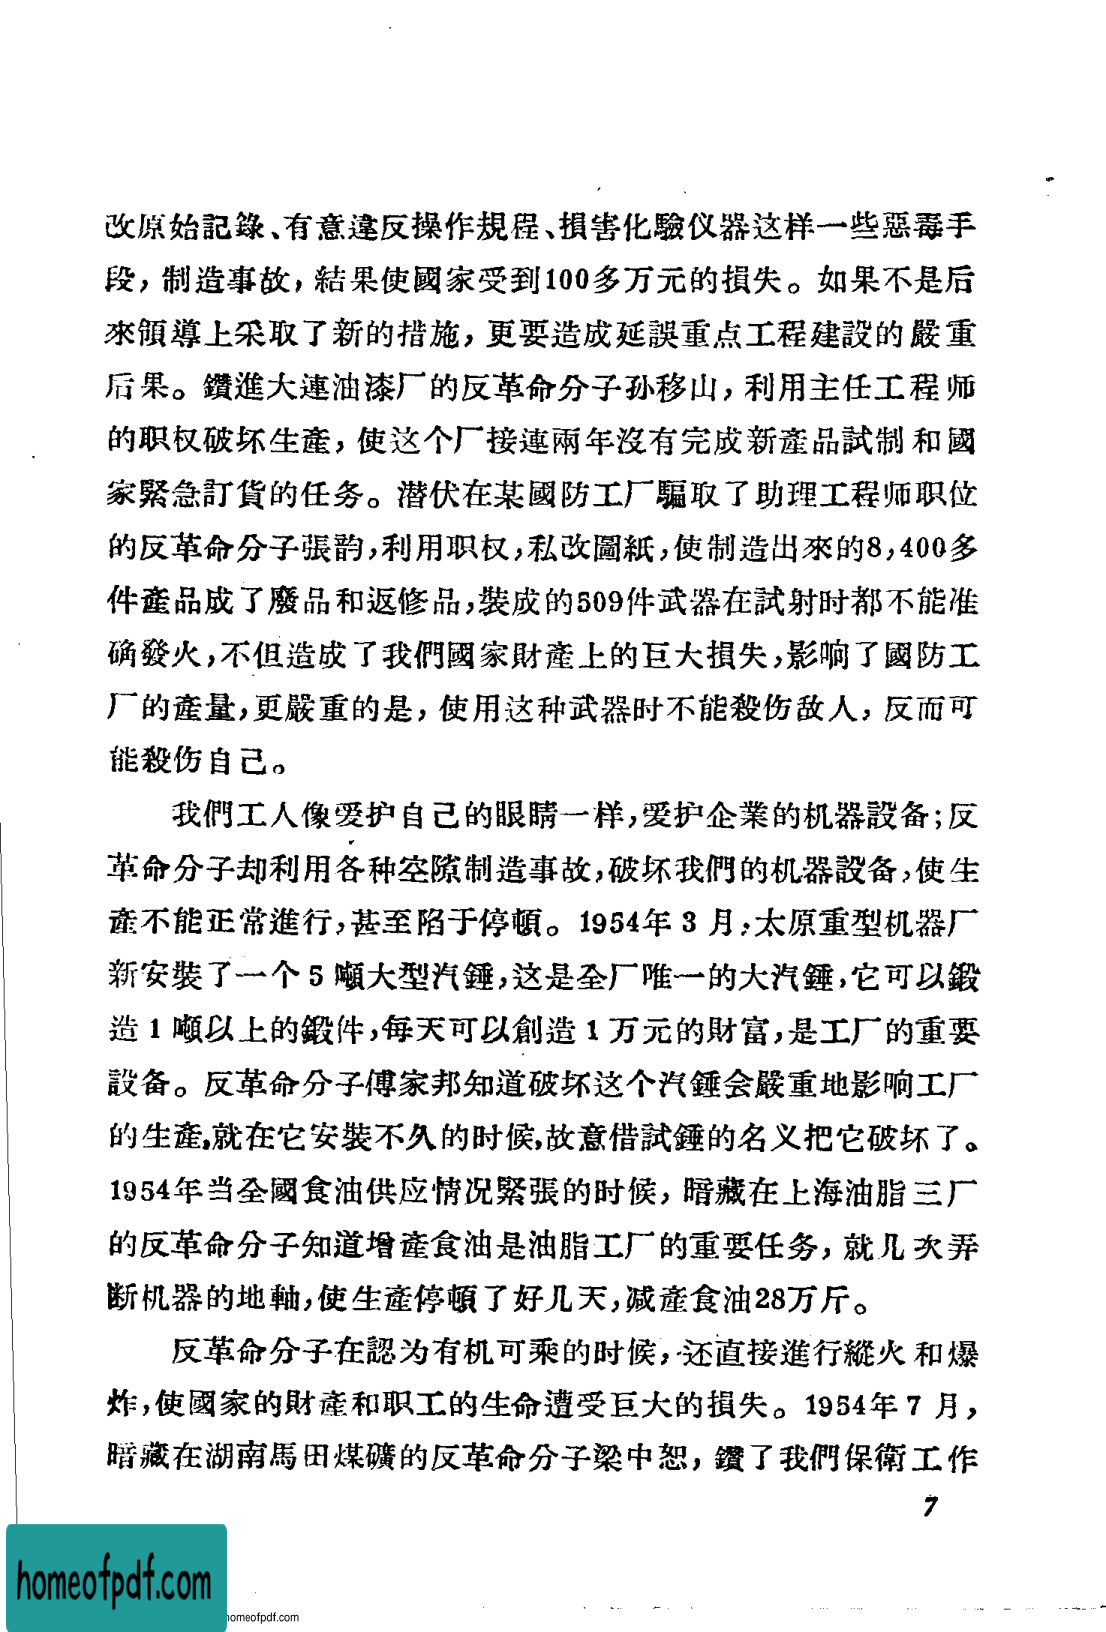 改原始記錄、有意違反操作規程、損害化驗仪器这样一些惡毒手
段，制造事故，結果使國家受到100多万元的損失。如果不是后
來領導上采取了新的措施，更要造成延誤重点工程建設的嚴重
后果。鑽進大連油漆厂的反革命分子孙移山，利用主任工程师
的职权破坏生產，使这个厂接連兩年沒有完成新產品試制和國
家緊急訂貨的任务。潜伏在某國防工厂騙取了助理工程师职位
的反革命分子張韵，利用职权，私改圖紙，使制造出來的8,400多
件產品成了廢品和返修品，裝成的509件武器在試射时都不能准
确發火，不但造成了我們國家財產上的巨大損失，影响了國防工
厂的產量，更嚴重的是，使用这种武器时不能殺伤敌人，反而可
能殺伤自己。
我們工人像爱护自己的眼睛一样，爱护企業的机器設备；反
革命分子却利用各种空隙制造事故，破坏我們的机器設备，使生
產不能正常進行，甚至陷于停頓。1954年3月，太原重型机器厂
新安裝了一个5噸大型汽錘，这是全厂唯一的大汽錘，它可以鍛
造1噸以上的鍛件，每天可以創造1万元的財富，是工厂的重要
設备。反革命分子傅家邦知道破坏这个汽錘会嚴重地影响工厂
的生產，就在它安裝不久的时候，故意借試錘的名义把它破坏了。
1954年当全國食油供应情况緊張的时候，暗藏在上海油脂三厂
的反革命分子知道增產食油是油脂工厂的重要任务，就几次弄
断机器的地軸，使生產停頓了好几天，减產食油28万斤。
反革命分子在認为有机可乘的时候，还直接進行縱火和爆
炸，使國家的財產和职工的生命遭受巨大的損失。1954年7月，
暗藏在湖南馬田煤礦的反革命分子梁中恕，鑽了我們保衛工作
7
homeofpdf.com
homeofpdf.com